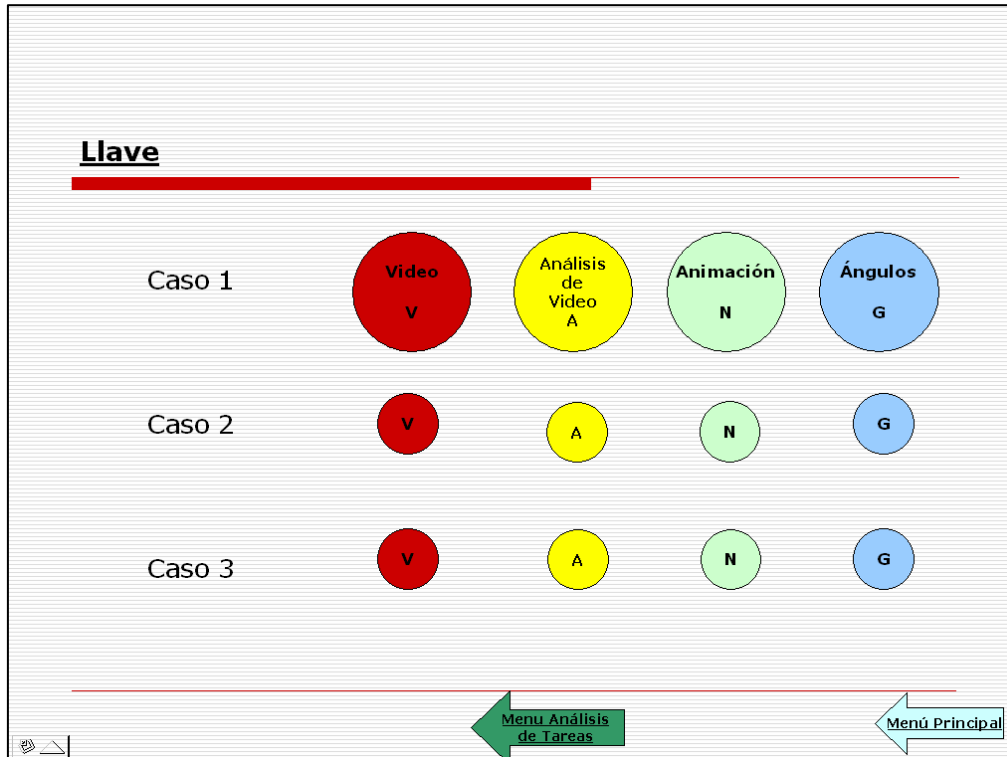 Llave
Caso 1
Video
V
Análisis
de
Video
A
Animación
N
Ángulos
G
Caso 2
V
A
N
G
Caso 3
V
A
N
G
Menu Análisis
de Tareas
Menú Principal